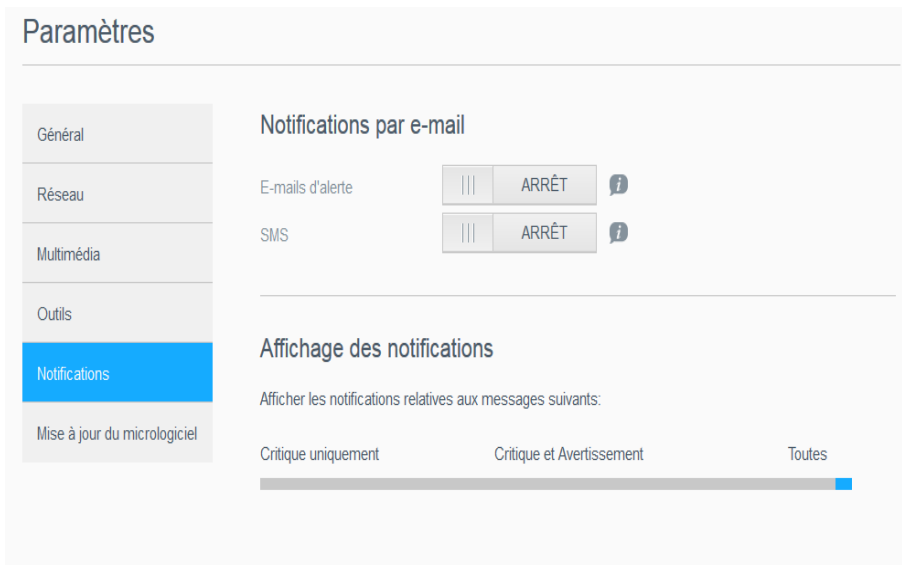 Paramètres
Général
Réseau
Multimédia
Outils
Notifications
Mise à jour du micrologiciel
Notifications par e-mail
E-mails d'alerte ARRÊT i
SMS ARRÊT i
Affichage des notifications
Afficher les notifications relatives aux messages suivants:
Critique uniquement Critique et Avertissement Toutes